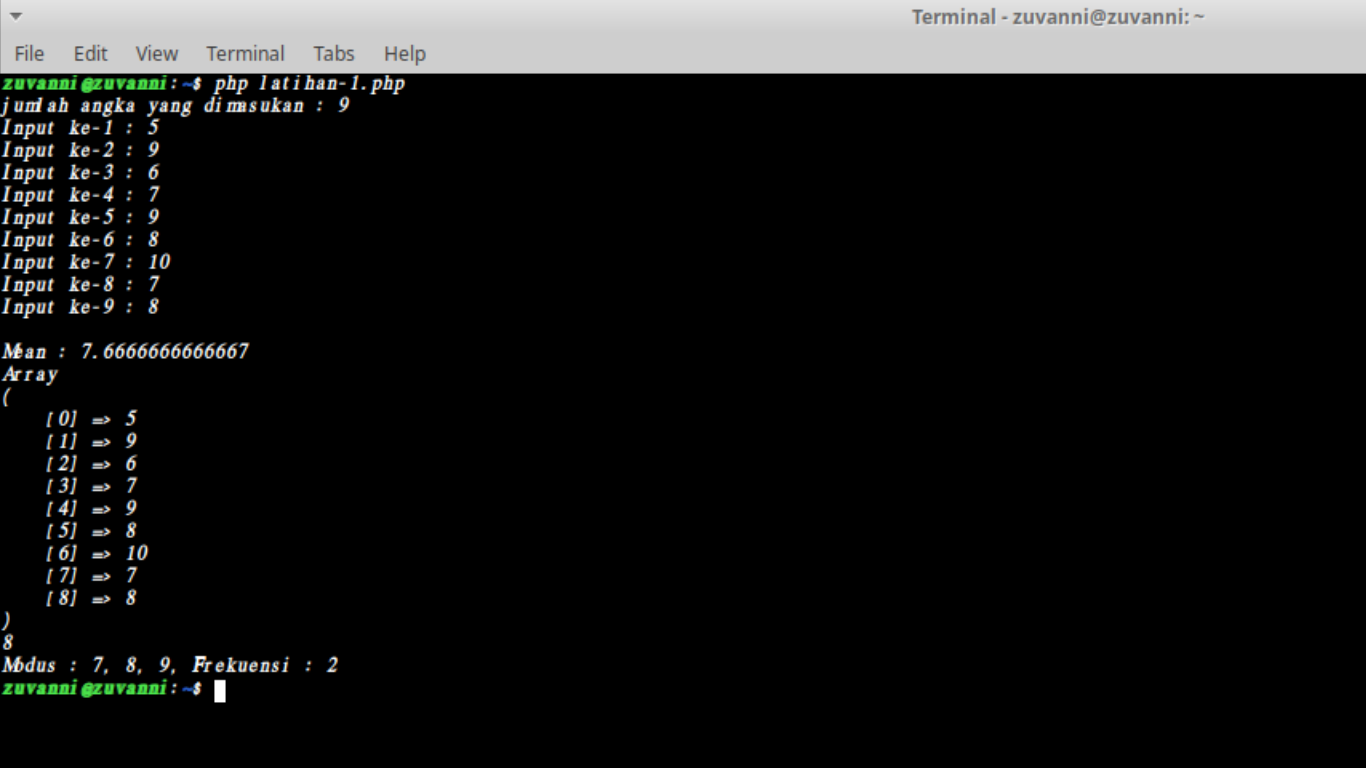 Terminal - zuvanni@zuvanni: ~
File Edit View Terminal Tabs Help
zuvanni@zuvanni:~$ php latihan-1.php
jumlah angka yang dimasukan : 9
Input ke-1 : 5
Input ke-2 : 9
Input ke-3 : 6
Input ke-4 : 7
Input ke-5 : 9
Input ke-6 : 8
Input ke-7 : 10
Input ke-8 : 7
Input ke-9 : 8
Mean : 7.6666666666667
Array
(
[0] => 5
[1] => 9
[2] => 6
[3] => 7
[4] => 9
[5] => 8
[6] => 10
[7] => 7
[8] => 8
)
8
Modus : 7, 8, 9, Frekuensi : 2
zuvanni@zuvanni:~$